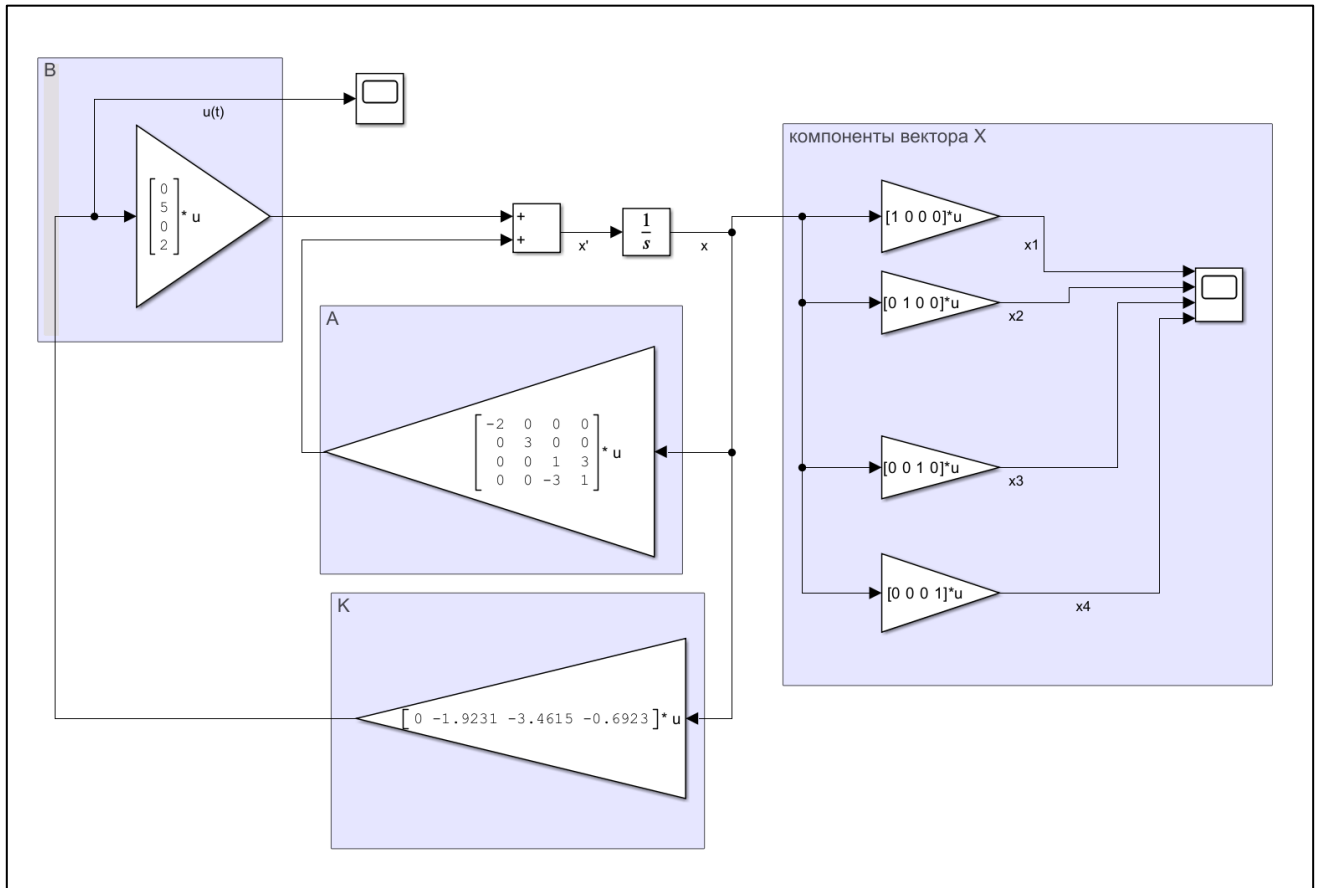 B
u(t)
[0
5
0
2] * u
+
+
x'
1
s
x
A
[-2 0 0 0
0 3 0 0
0 0 1 3
0 0 -3 1] * u
K
[0 -1.9231 -3.4615 -0.6923]* u
компоненты вектора X
[1 0 0 0]*u
x1
[0 1 0 0]*u
x2
[0 0 1 0]*u
x3
[0 0 0 1]*u
x4